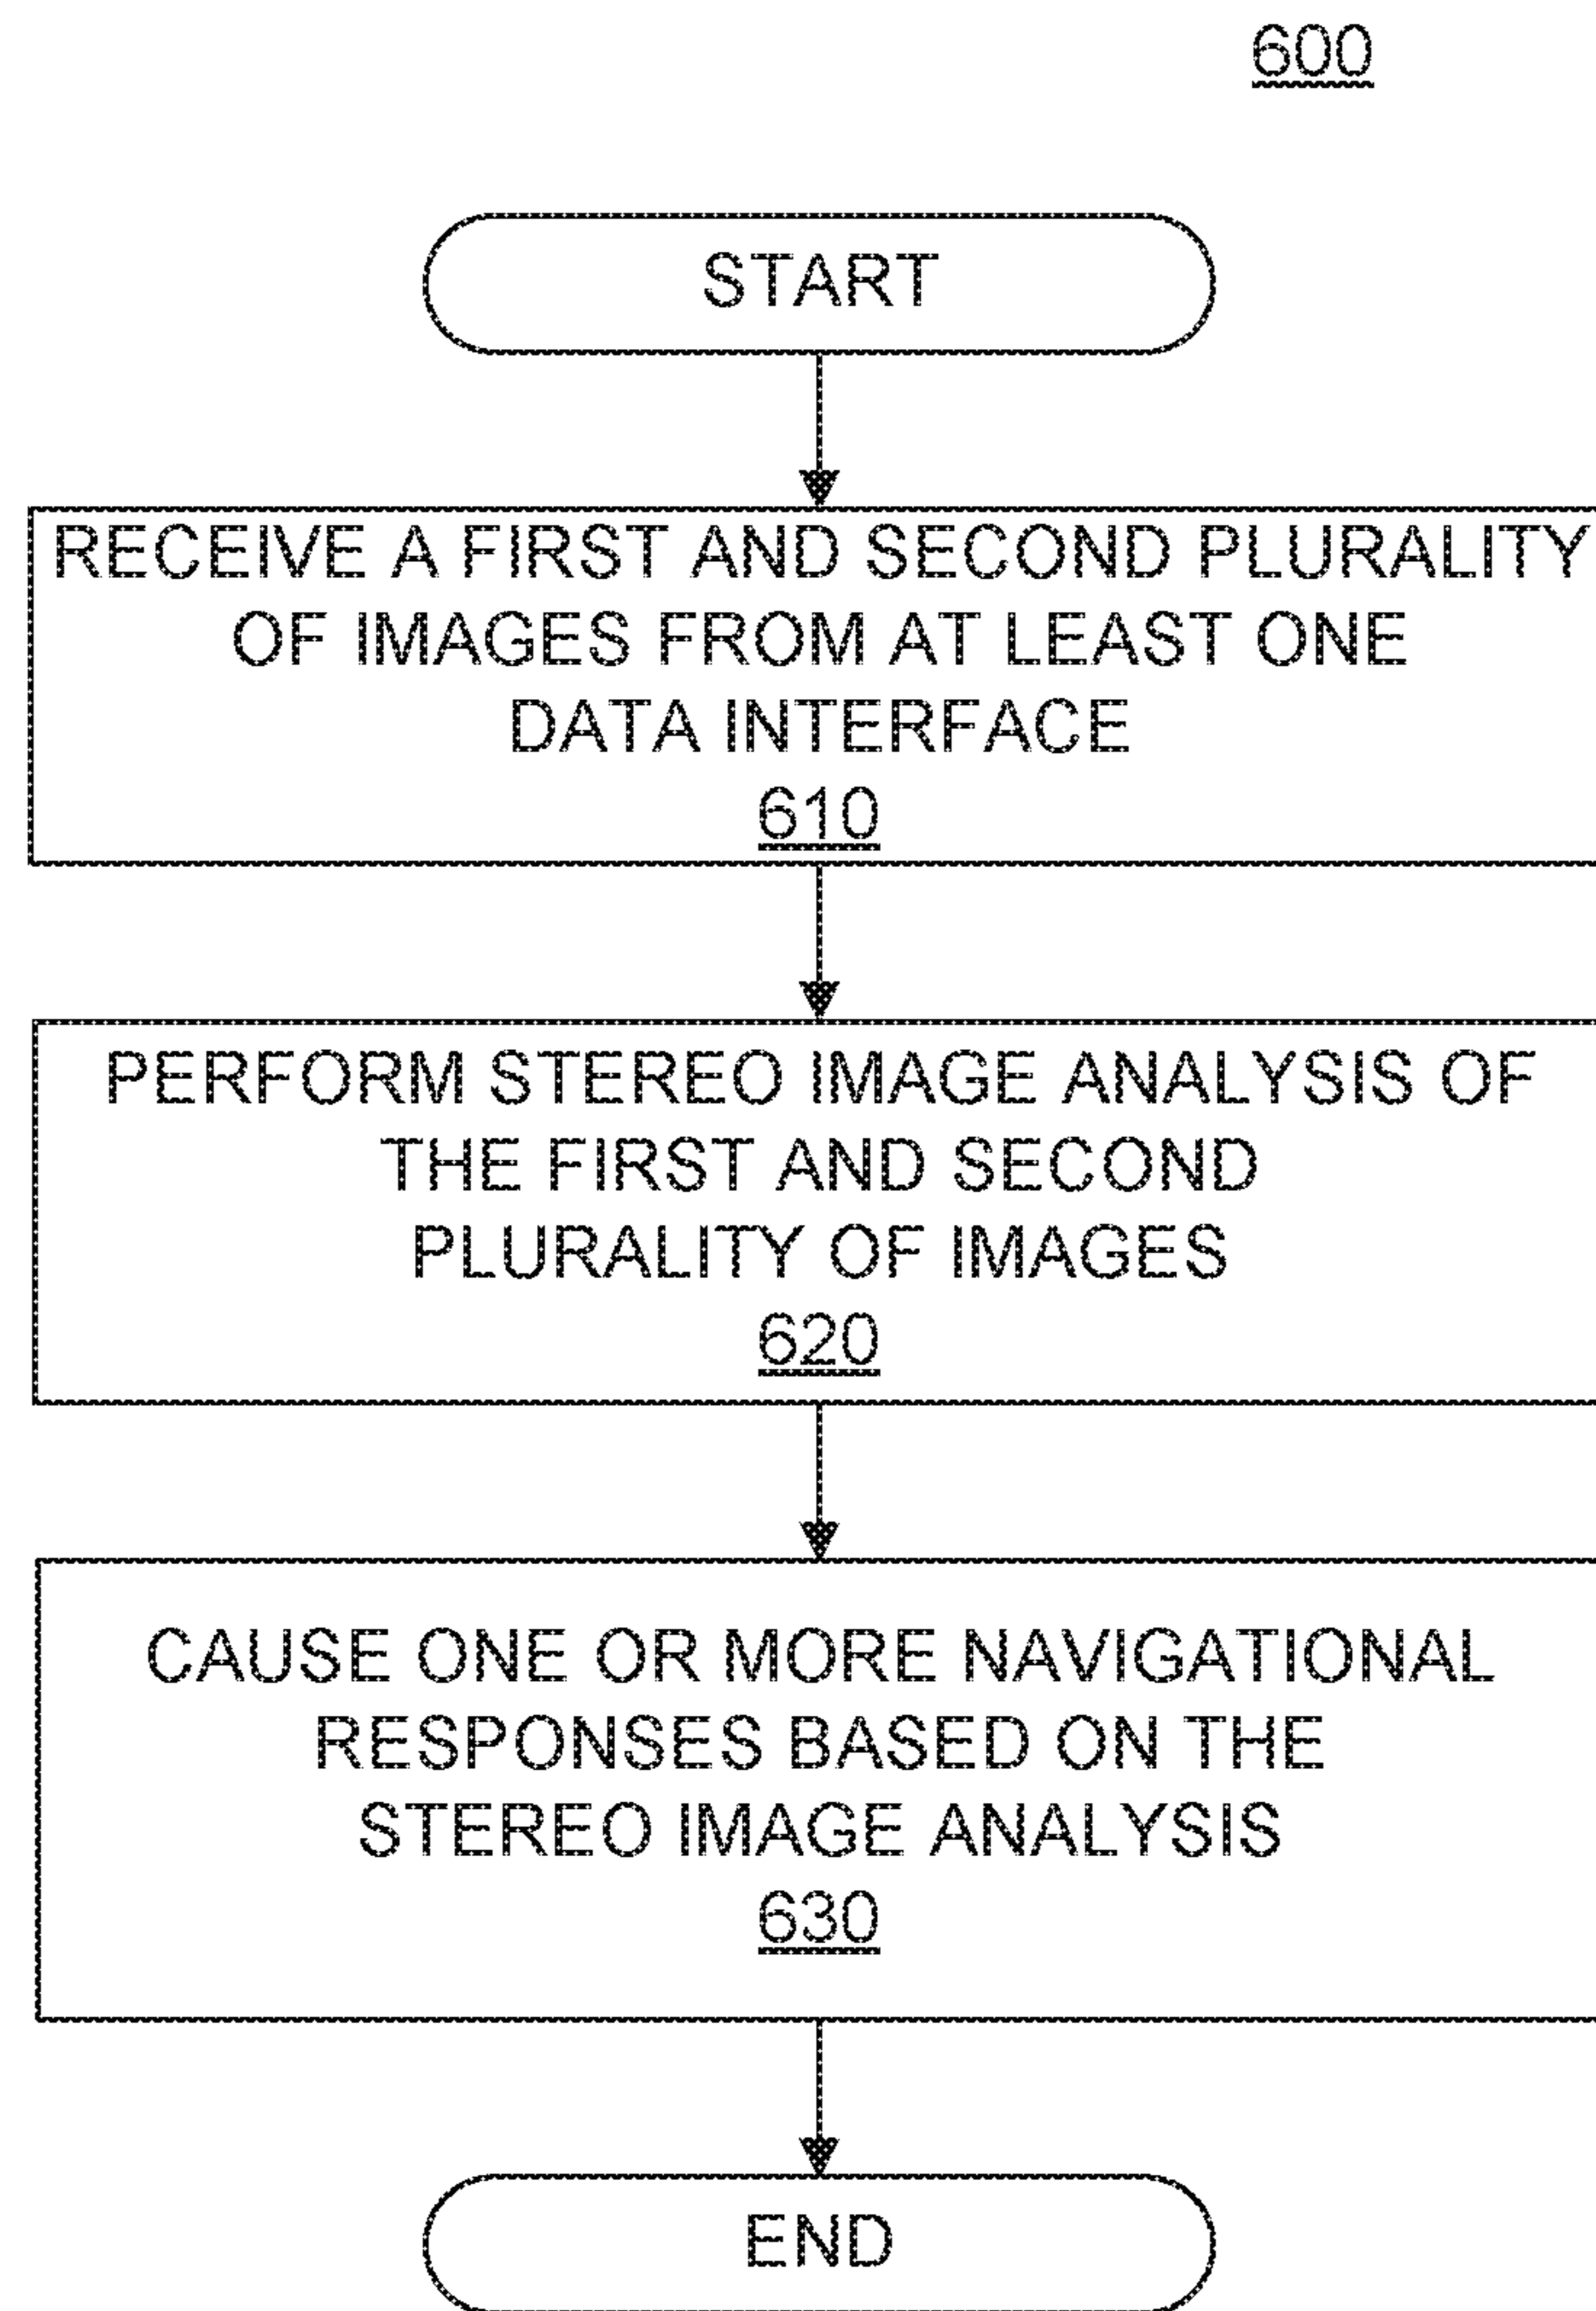 600
START
RECEIVE A FIRST AND SECOND PLURALITY
OF IMAGES FROM AT LEAST ONE
DATA INTERFACE
610
PERFORM STEREO IMAGE ANALYSIS OF
THE FIRST AND SECOND
PLURALITY OF IMAGES
620
CAUSE ONE OR MORE NAVIGATIONAL
RESPONSES BASED ON THE
STEREO IMAGE ANALYSIS
630
END